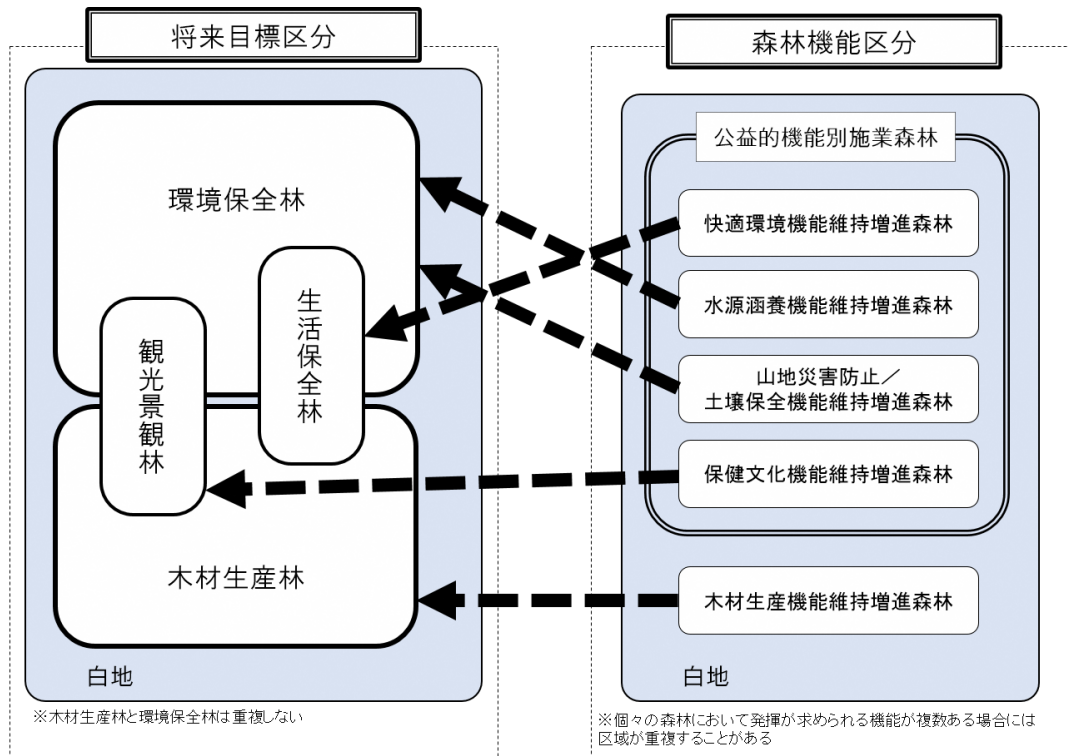 将来目標区分
環境保全林
生活保全林
観光景観林
木材生産林
白地
※木材生産林と環境保全林は重複しない
森林機能区分
公益的機能別施業森林
快適環境機能維持増進森林
水源涵養機能維持増進森林
山地災害防止／
土壌保全機能維持増進森林
保健文化機能維持増進森林
木材生産機能維持増進森林
白地
※個々の森林において発揮が求められる機能が複数ある場合には
区域が重複することがある